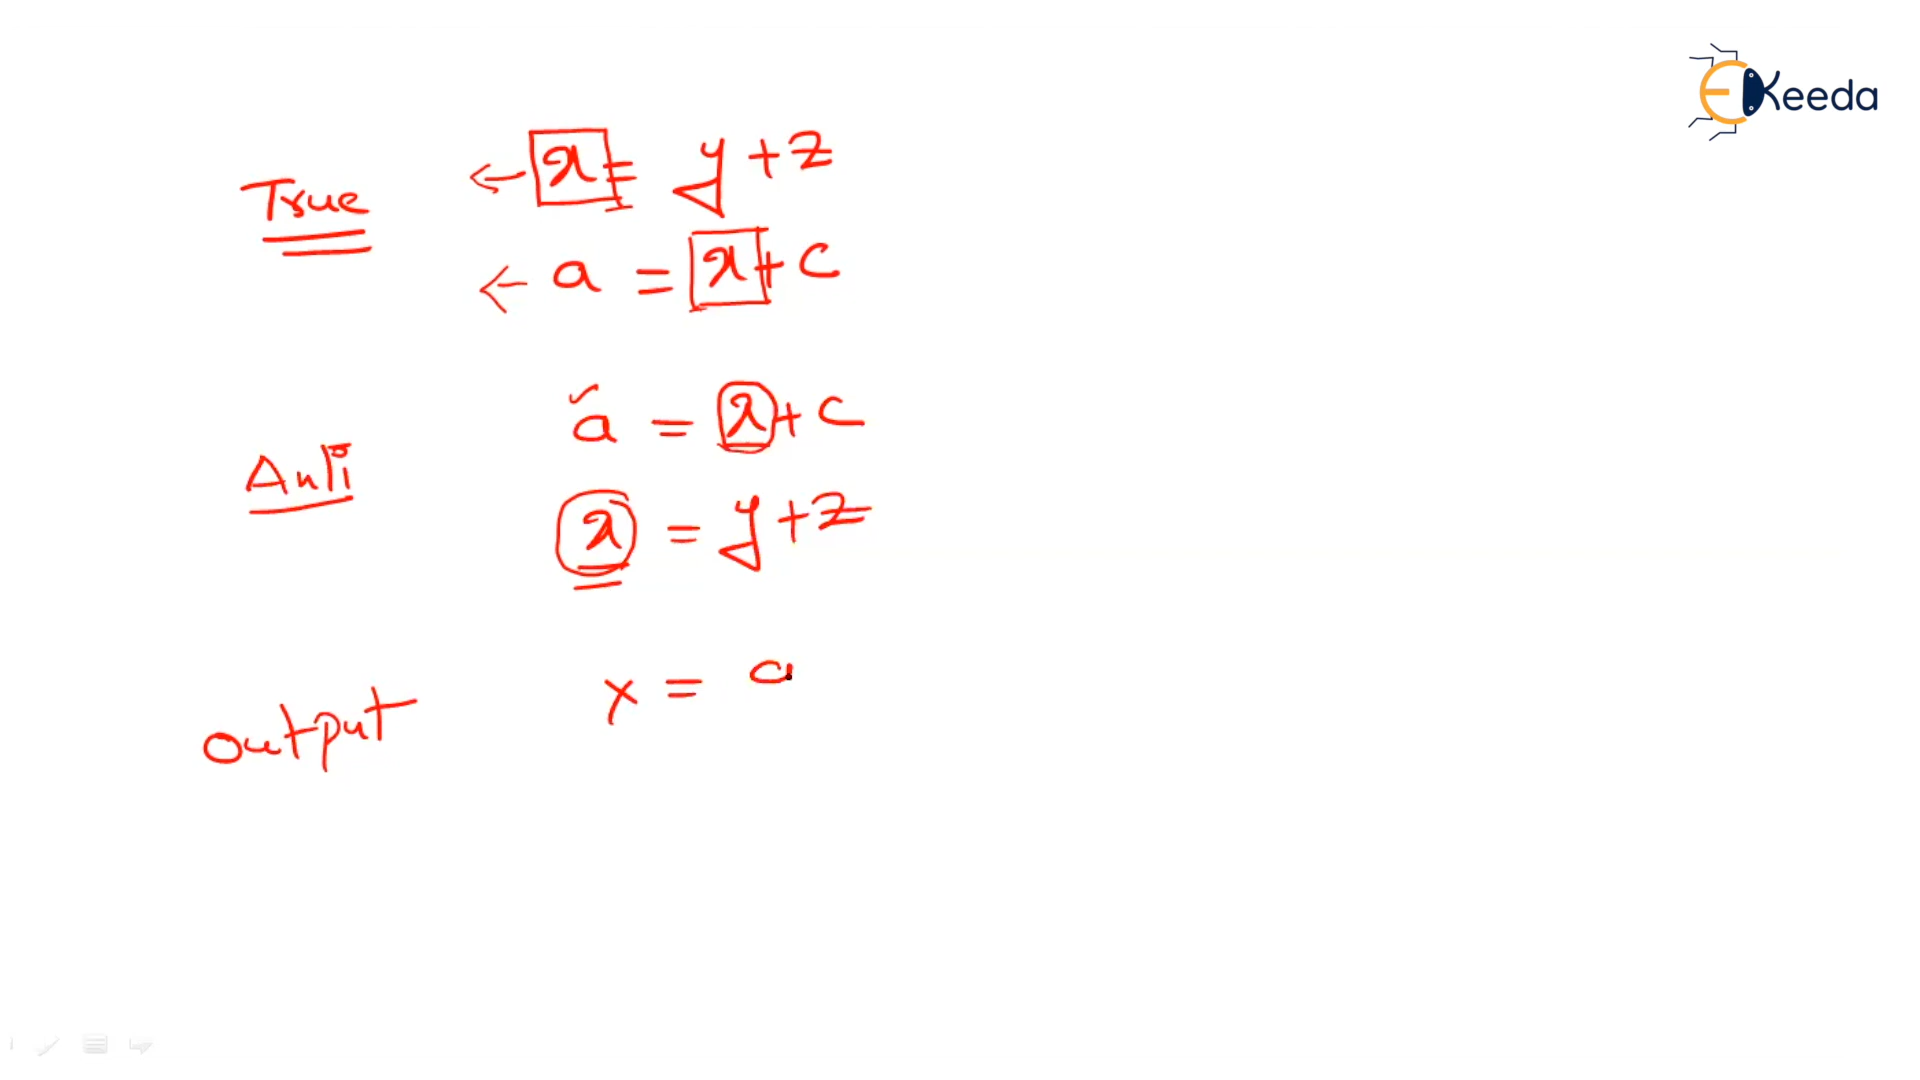 EKeeda
True
← x = y + z
← a = x + c
Anti
a = x + c
x = y + z
output
x = a